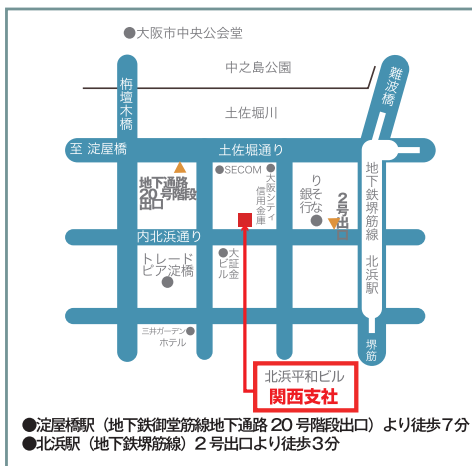 ●大阪市中央公会堂
中之島公園
栴檀木橋
難波橋
土佐堀川
至 淀屋橋
土佐堀通り
地下通路
20号階段
出口
●SECOM
大阪シティ
信用金庫
りそな
銀行
2号出口
地下鉄堺筋線 北浜駅
内北浜通り
トレード
ピア淀橋
大証金
ビル
三井ガーデン
ホテル
堺筋
北浜平和ビル
関西支社
●淀屋橋駅（地下鉄御堂筋線地下通路 20 号階段出口）より徒歩７分
●北浜駅（地下鉄堺筋線）２号出口より徒歩３分